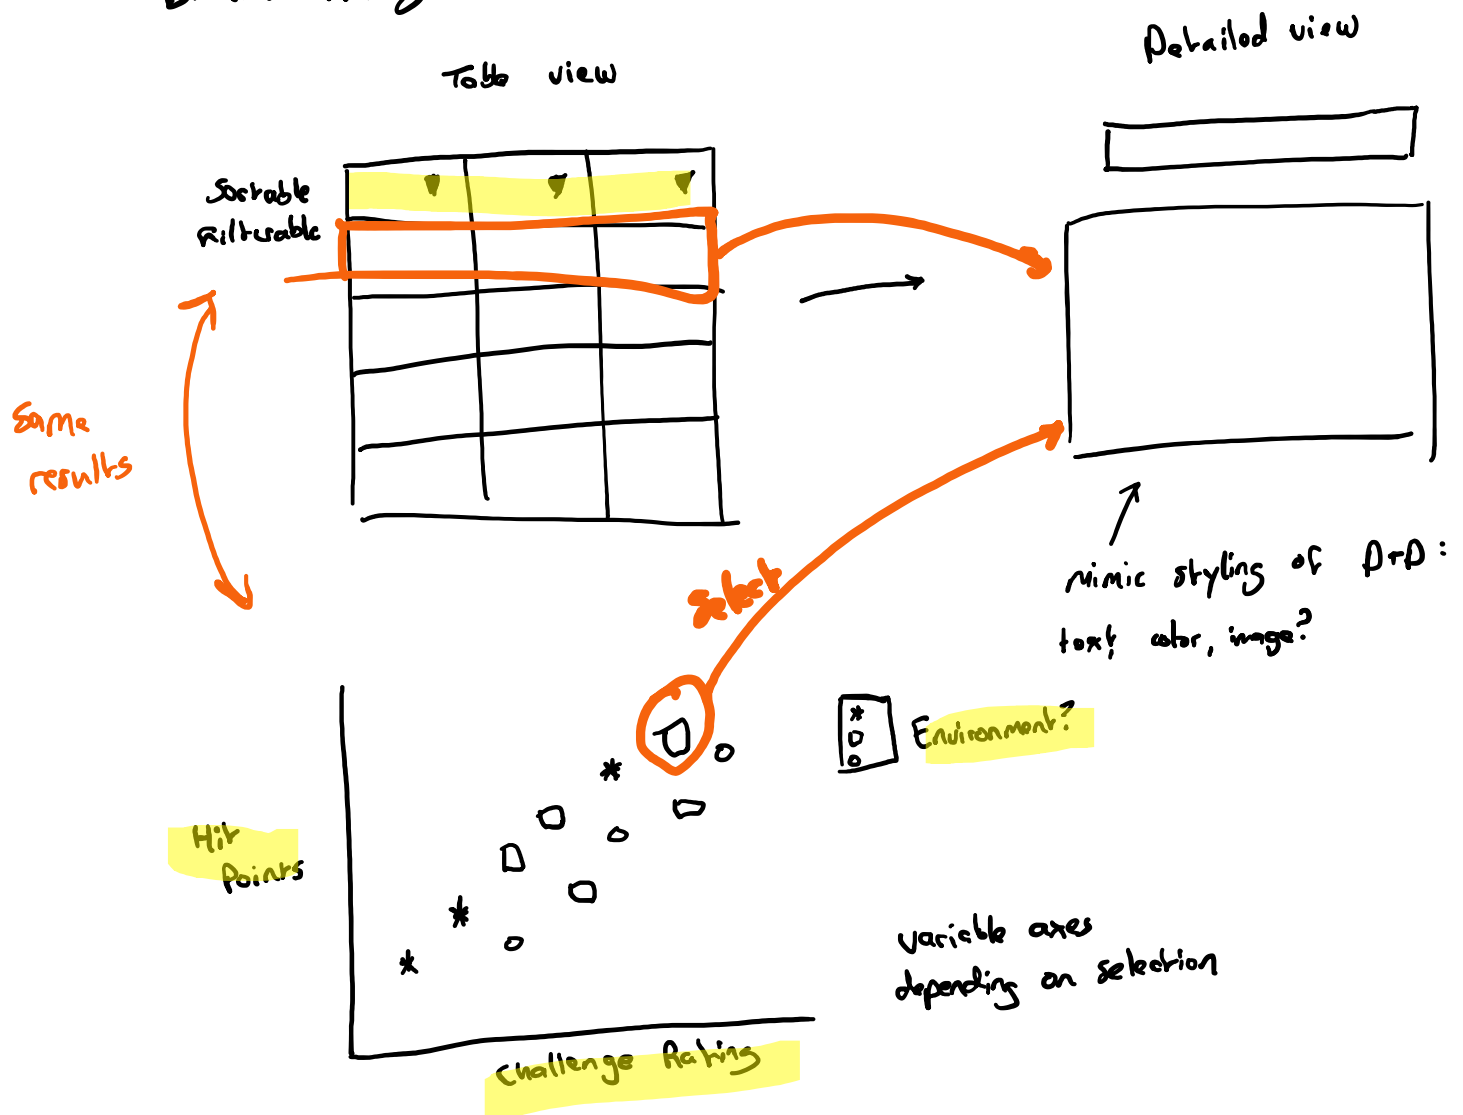 Table view
Detailed view
Sortable
Filterable
Same
results
select
mimic styling of D+D:
text, color, image?
Environment?
Hit
Points
variable axes
depending on selection
Challenge Rating